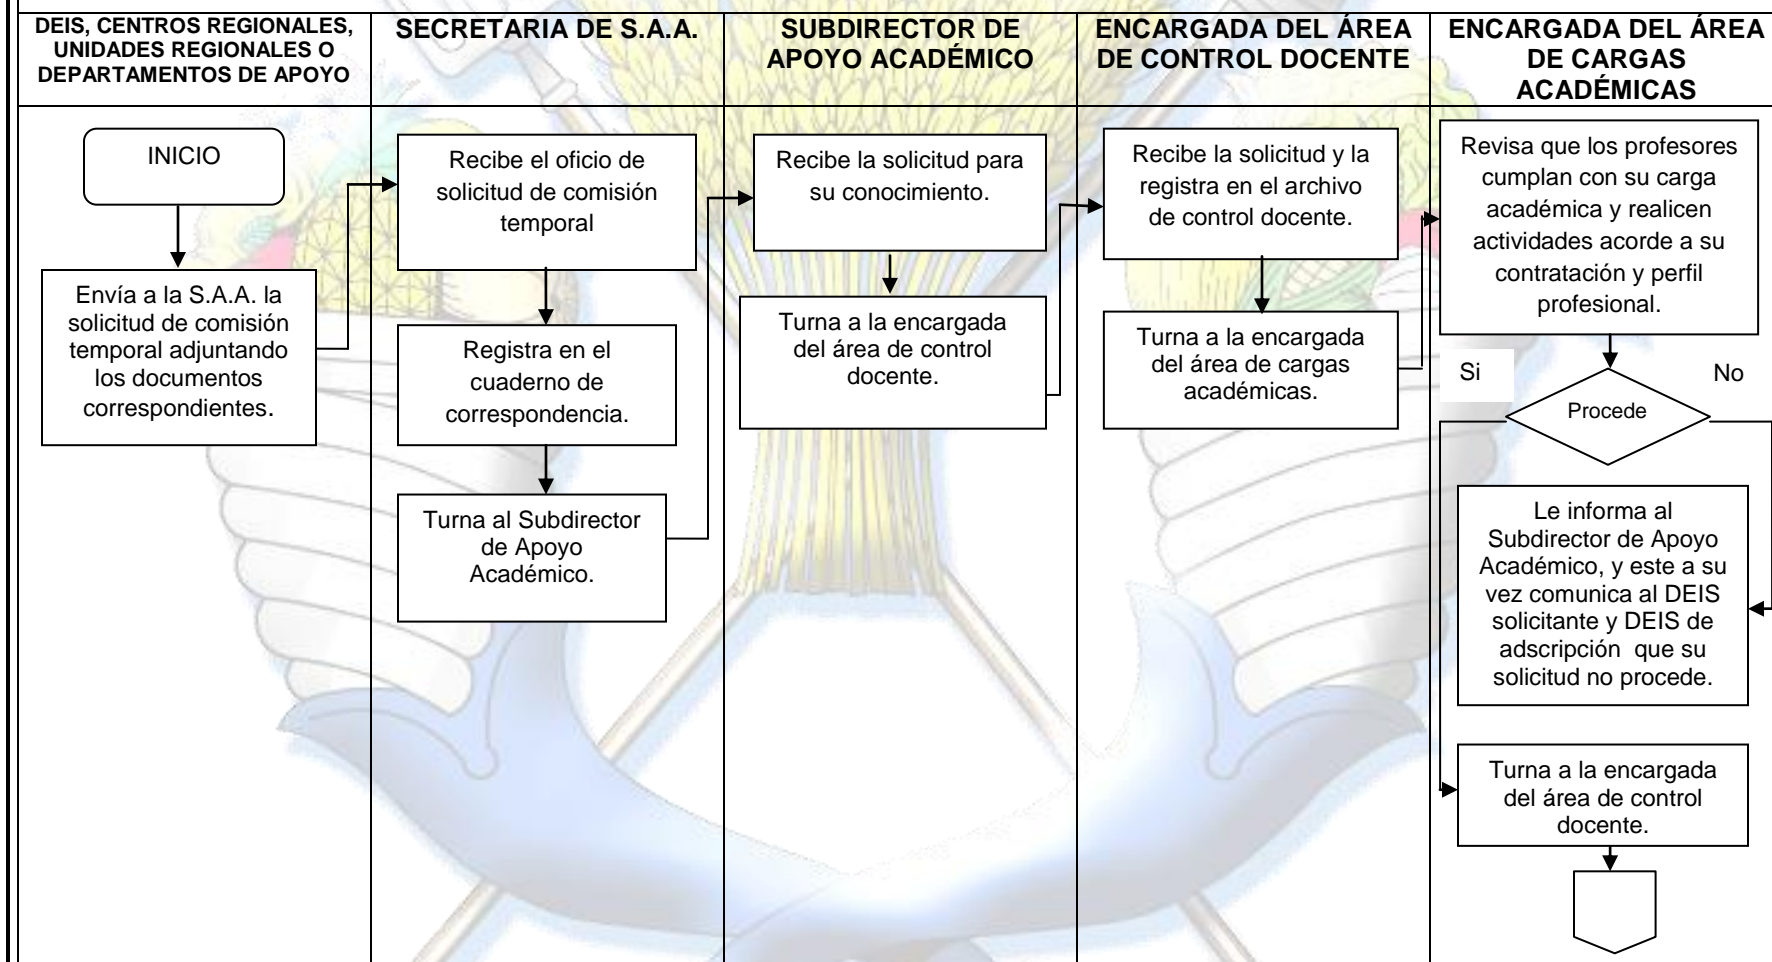 DEIS, CENTROS REGIONALES,
UNIDADES REGIONALES O
DEPARTAMENTOS DE APOYO
SECRETARIA DE S.A.A.
SUBDIRECTOR DE
APOYO ACADÉMICO
ENCARGADA DEL ÁREA
DE CONTROL DOCENTE
ENCARGADA DEL ÁREA
DE CARGAS
ACADÉMICAS
INICIO
Envía a la S.A.A. la
solicitud de comisión
temporal adjuntando
los documentos
correspondientes.
Recibe el oficio de
solicitud de comisión
temporal
Registra en el
cuaderno de
correspondencia.
Turna al Subdirector
de Apoyo
Académico.
Recibe la solicitud para
su conocimiento.
Turna a la encargada
del área de control
docente.
Recibe la solicitud y la
registra en el archivo
de control docente.
Turna a la encargada
del área de cargas
académicas.
Revisa que los profesores
cumplan con su carga
académica y realicen
actividades acorde a su
contratación y perfil
profesional.
Si
No
Procede
Le informa al
Subdirector de Apoyo
Académico, y este a su
vez comunica al DEIS
solicitante y DEIS de
adscripción que su
solicitud no procede.
Turna a la encargada
del área de control
docente.